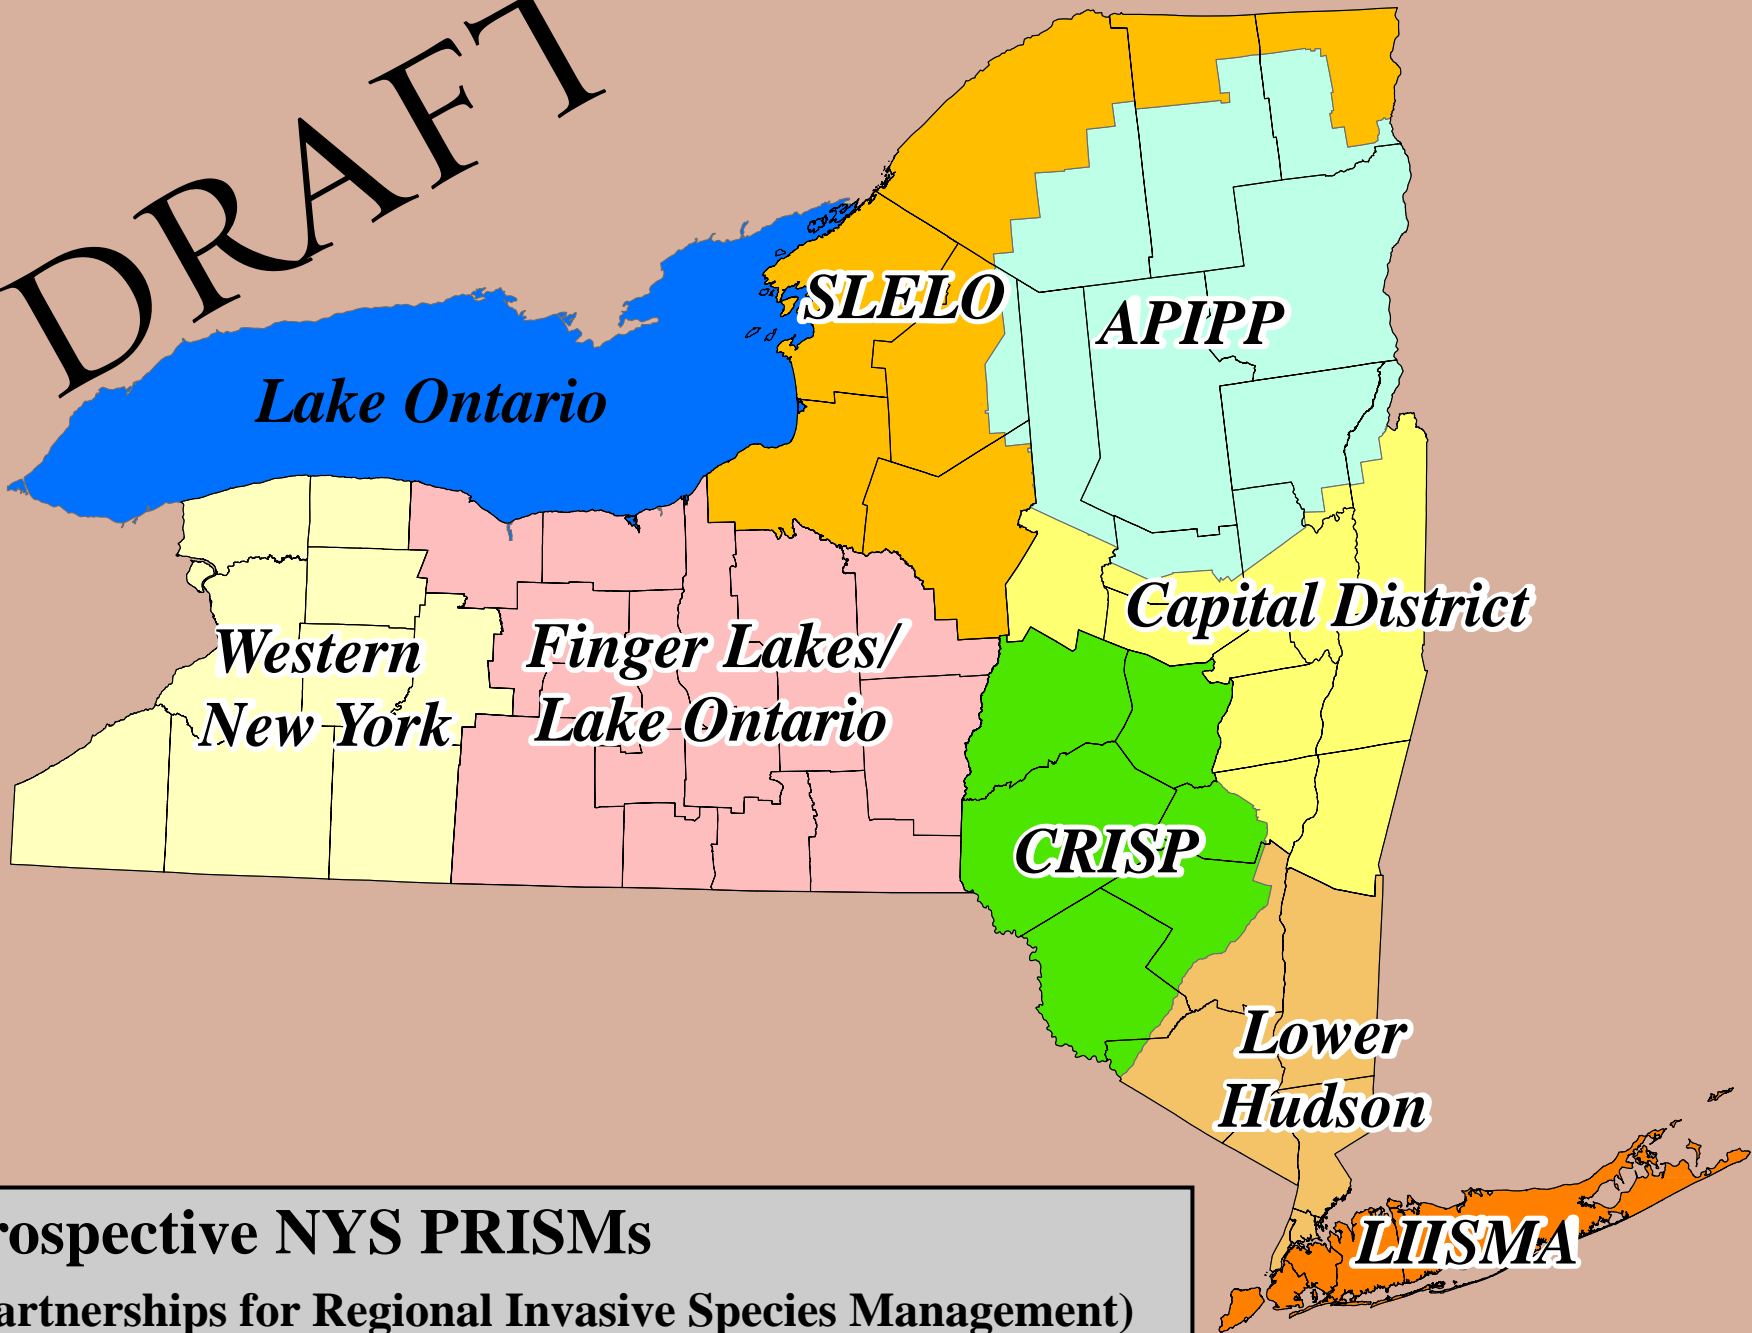 DRAFT
SLELO
APIPP
Lake Ontario
Capital District
Western
New York
Finger Lakes/
Lake Ontario
CRISP
Lower
Hudson
LIISMA
rospective NYS PRISMs
artnerships for Regional Invasive Species Management)